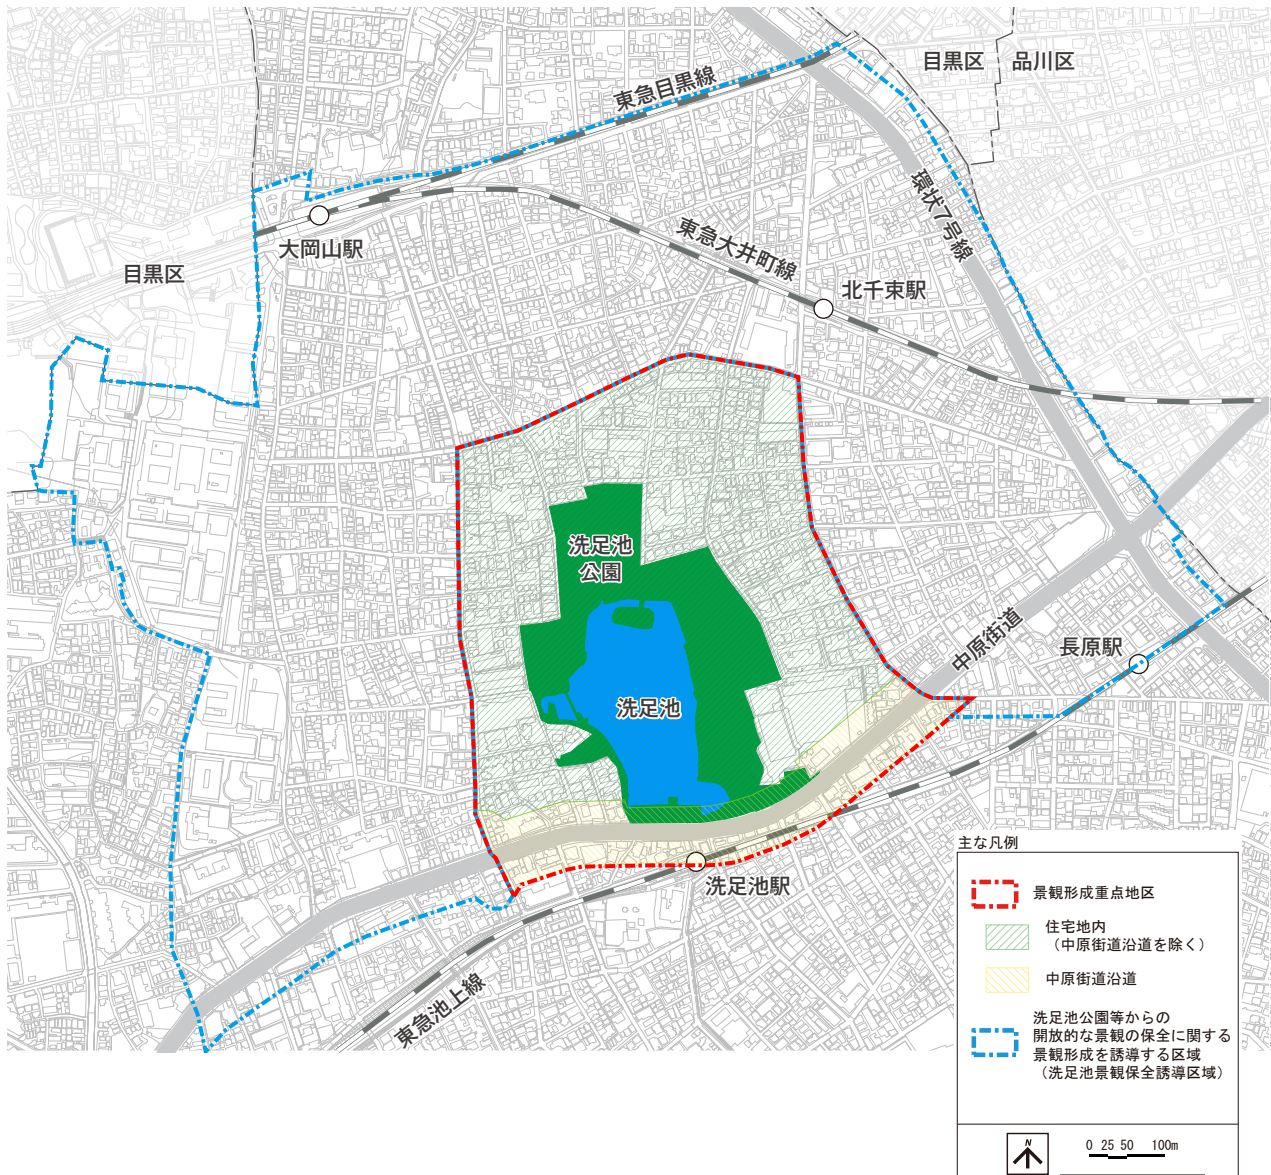 目黒区
品川区
東急目黒線
環状7号線
大岡山駅
東急大井町線
目黒区
北千束駅
洗足池
公園
中原街道
長原駅
洗足池
洗足池駅
東急池上線
主な凡例
景観形成重点地区
住宅地内
(中原街道沿道を除く)
中原街道沿道
洗足池公園等からの
開放的な景観の保全に関する
景観形成を誘導する区域
(洗足池景観保全誘導区域)
N
0 25 50 100m